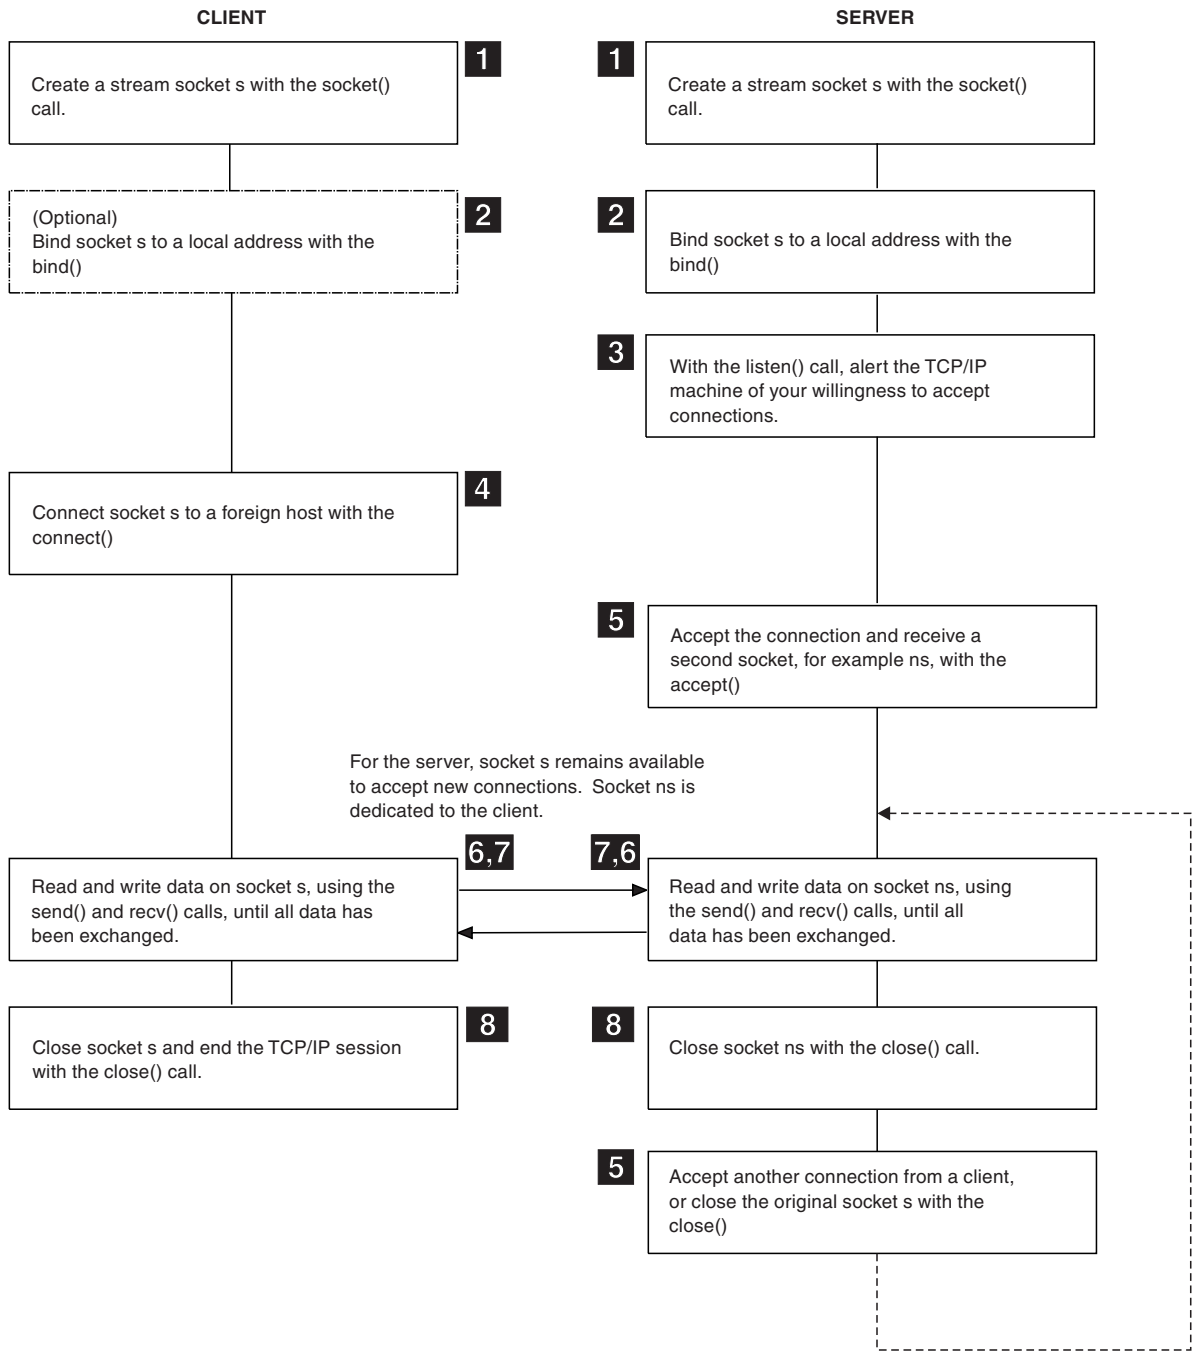 CLIENT
SERVER
1
1
Create a stream socket s with the socket()
call.
Create a stream socket s with the socket()
call.
(Optional)
Bind socket s to a local address with the
bind()
2
2
Bind socket s to a local address with the
bind()
3
With the listen() call, alert the TCP/IP
machine of your willingness to accept
connections.
4
Connect socket s to a foreign host with the
connect()
5
Accept the connection and receive a
second socket, for example ns, with the
accept()
For the server, socket s remains available
to accept new connections. Socket ns is
dedicated to the client.
6,7
7,6
Read and write data on socket s, using the
send() and recv() calls, until all data has
been exchanged.
Read and write data on socket ns, using
the send() and recv() calls, until all
data has been exchanged.
8
8
Close socket s and end the TCP/IP session
with the close() call.
Close socket ns with the close() call.
5
Accept another connection from a client,
or close the original socket s with the
close()